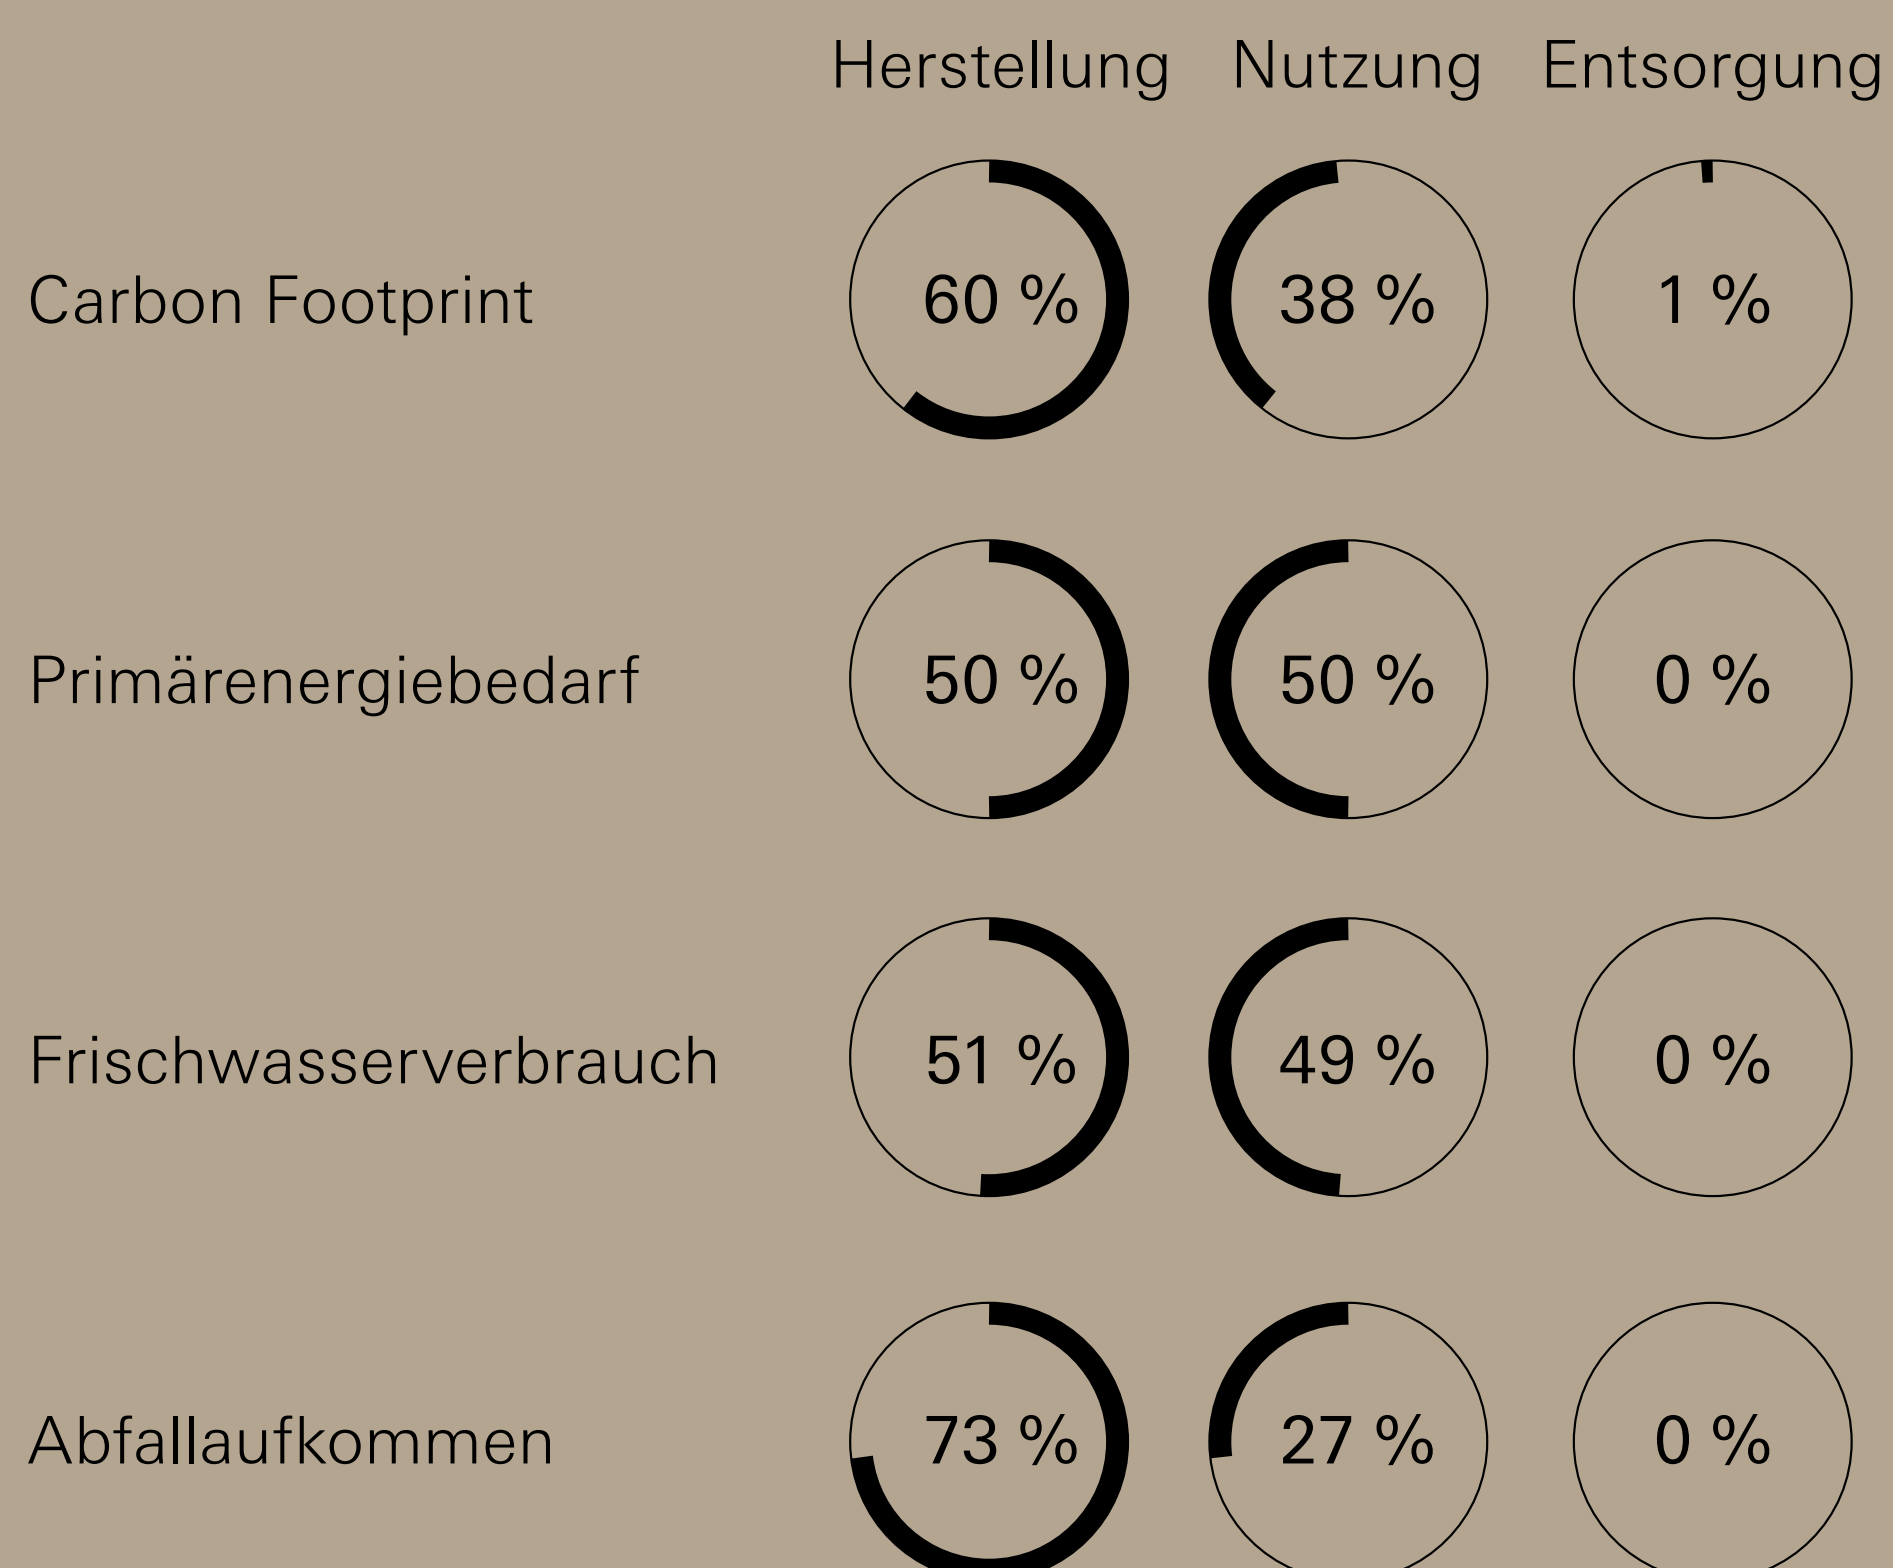 Herstellung Nutzung Entsorgung
Carbon Footprint 60 % 38 % 1 %
Primärenergiebedarf 50 % 50 % 0 %
Frischwasserverbrauch 51 % 49 % 0 %
Abfallaufkommen 73 % 27 % 0 %